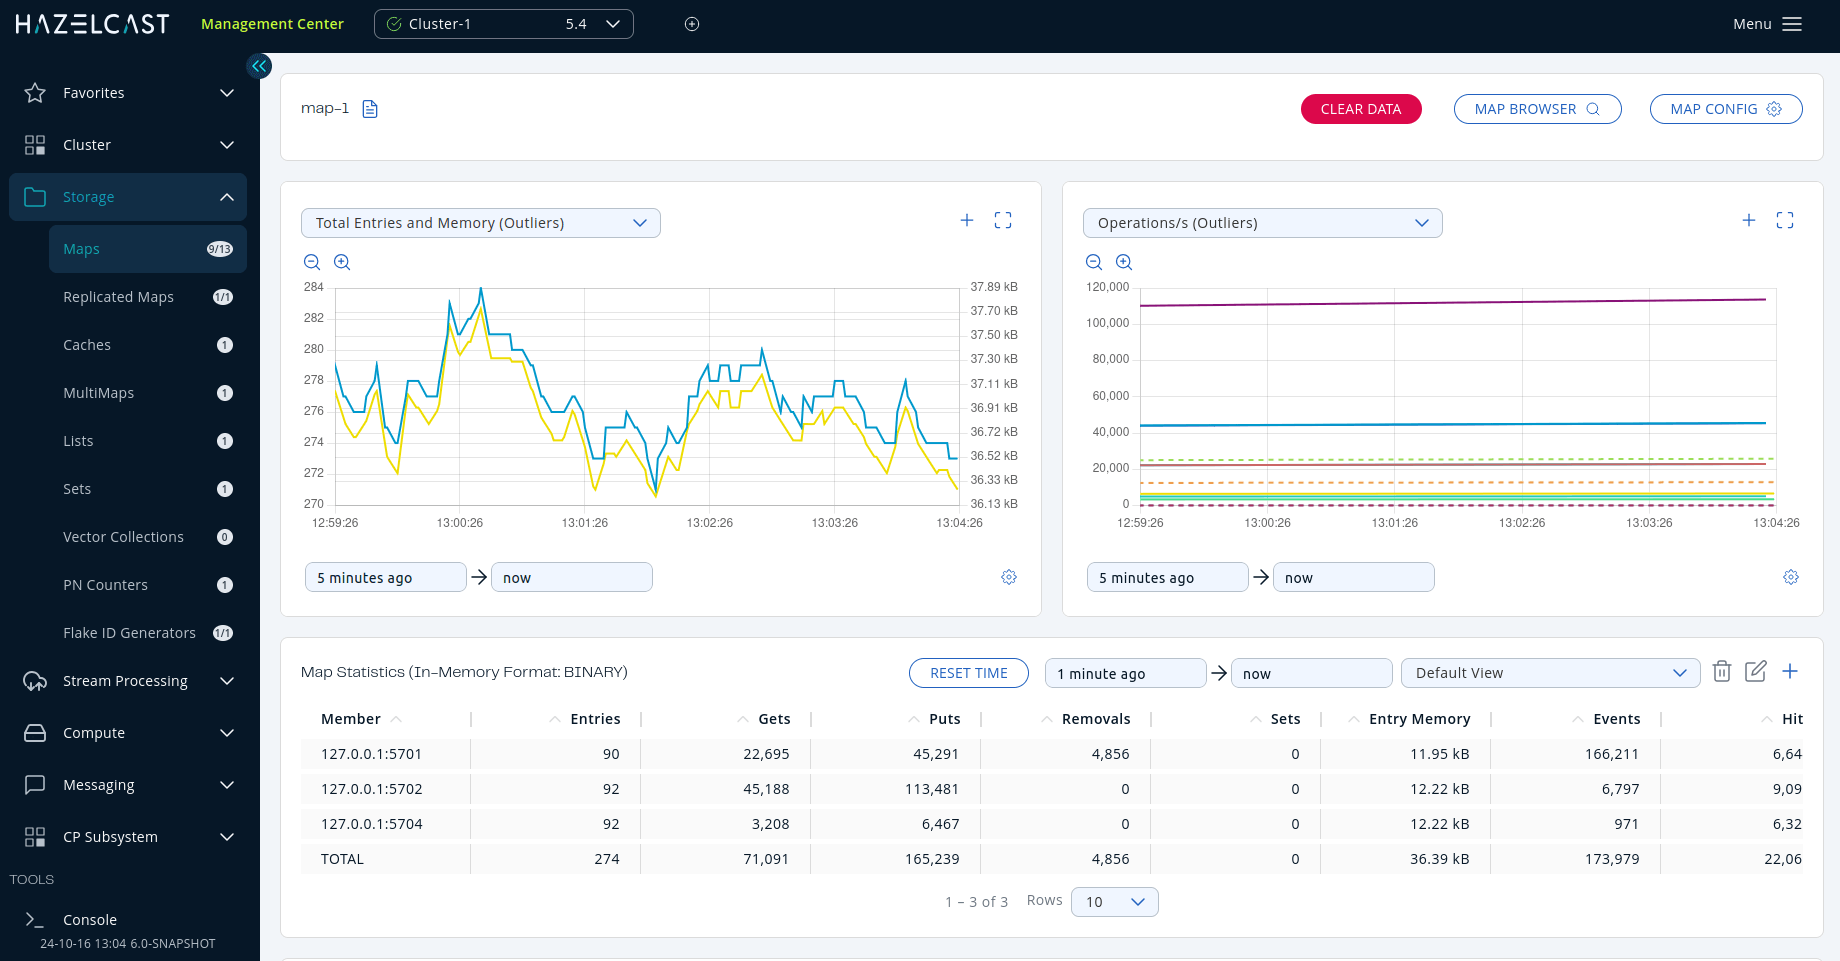 HAZELCAST Management Center Cluster-1 5.4 Menu
Favorites
Cluster
Storage
Maps 9/13
Replicated Maps 1/1
Caches 1
MultiMaps 1
Lists 1
Sets 1
Vector Collections 0
PN Counters 1
Flake ID Generators 1/1
Stream Processing
Compute
Messaging
CP Subsystem
TOOLS
Console
24-10-16 13:04 6.0-SNAPSHOT
map-1 CLEAR DATA MAP BROWSER MAP CONFIG
Total Entries and Memory (Outliers)
284 37.89 kB
37.70 kB
282
37.50 kB
280
37.30 kB
278 37.11 kB
276 36.91 kB
274 36.72 kB
36.52 kB
272
36.33 kB
270 36.13 kB
12:59:26 13:00:26 13:01:26 13:02:26 13:03:26 13:04:26
5 minutes ago now
Operations/s (Outliers)
120,000
100,000
80,000
60,000
40,000
20,000
0
12:59:26 13:00:26 13:01:26 13:02:26 13:03:26 13:04:26
5 minutes ago now
Map Statistics (In-Memory Format: BINARY) RESET TIME 1 minute ago now Default View
Member Entries Gets Puts Removals Sets Entry Memory Events Hit
127.0.0.1:5701 90 22,695 45,291 4,856 0 11.95 kB 166,211 6,64
127.0.0.1:5702 92 45,188 113,481 0 0 12.22 kB 6,797 9,09
127.0.0.1:5704 92 3,208 6,467 0 0 12.22 kB 971 6,32
TOTAL 274 71,091 165,239 4,856 0 36.39 kB 173,979 22,06
1 – 3 of 3 Rows 10